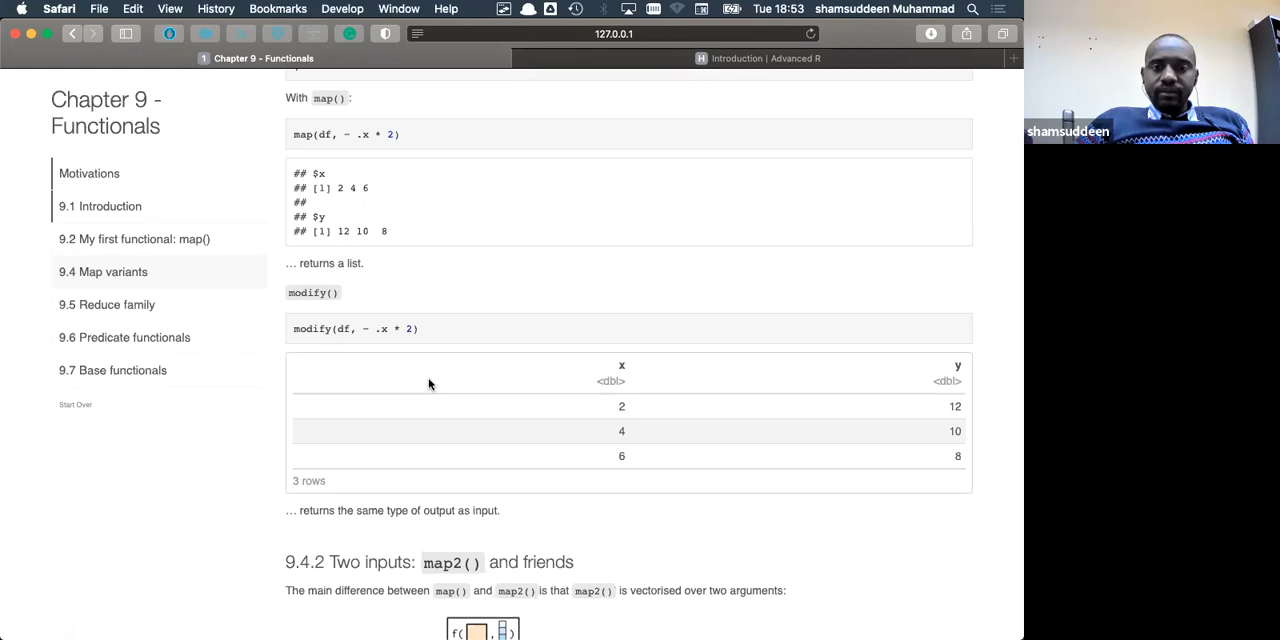 Safari File Edit View History Bookmarks Develop Window Help Tue 18:53 shamsuddeen Muhammad
127.0.0.1
1 Chapter 9 - Functionals
H Introduction | Advanced R
Chapter 9 -
Functionals
Motivations
9.1 Introduction
9.2 My first functional: map()
9.4 Map variants
9.5 Reduce family
9.6 Predicate functionals
9.7 Base functionals
Start Over
With map():
map(df, ~ .x * 2)
## $x
## [1] 2 4 6
##
## $y
## [1] 12 10  8
… returns a list.
modify()
modify(df, ~ .x * 2)
x y
<dbl> <dbl>
2 12
4 10
6 8
3 rows
… returns the same type of output as input.
9.4.2 Two inputs: map2() and friends
The main difference between map() and map2() is that map2() is vectorised over two arguments:
f( , )
shamsuddeen